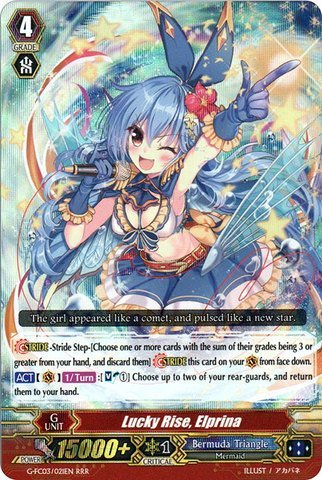 4
GRADE
The girl appeared like a comet, and pulsed like a new star.
STRIDE -Stride Step-[Choose one or more cards with the sum of their grades being 3 or
greater from your hand, and discard them] STRIDE this card on your (V) from face down.
ACT [(V)] 1/Turn :[(1)] Choose up to two of your rear-guards, and return
them to your hand.
G
UNIT
Lucky Rise, Elprina
POWER 15000+ 1
CRITICAL
Bermuda Triangle
Mermaid
G-FC03/021EN RRR
ILLUST / アカバネ